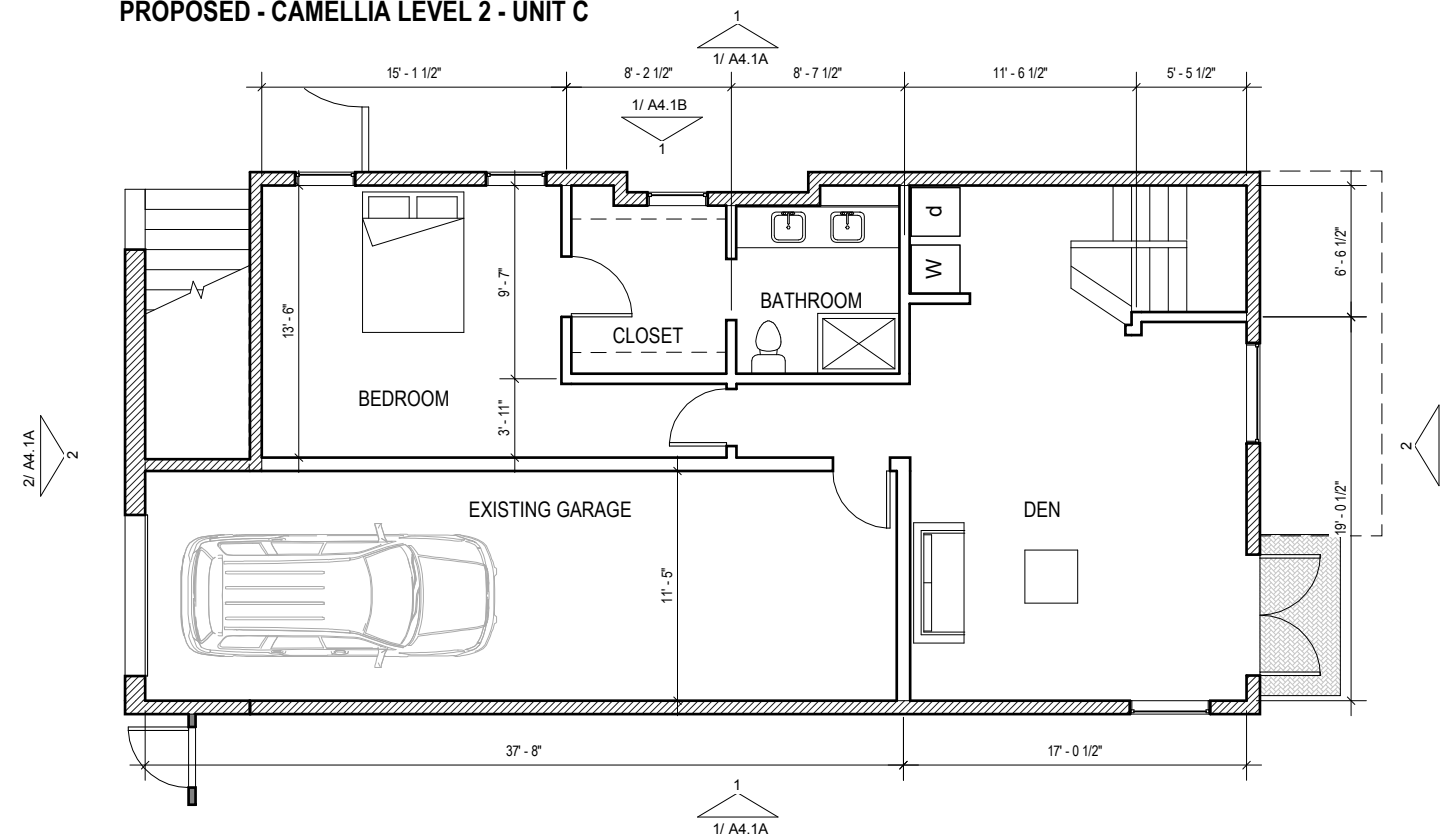 PROPOSED - CAMELLIA LEVEL 2 - UNIT C
1
1/ A4.1A
15' - 1 1/2"
8' - 2 1/2"
8' - 7 1/2"
11' - 6 1/2"
5' - 5 1/2"
1/ A4.1B
1
d
W
6' - 6 1/2"
9' - 7"
13' - 6"
BATHROOM
CLOSET
BEDROOM
3' - 11"
2/ A4.1A
2
2
EXISTING GARAGE
DEN
19' - 0 1/2"
11' - 5"
37' - 8"
17' - 0 1/2"
1
1/ A4.1A